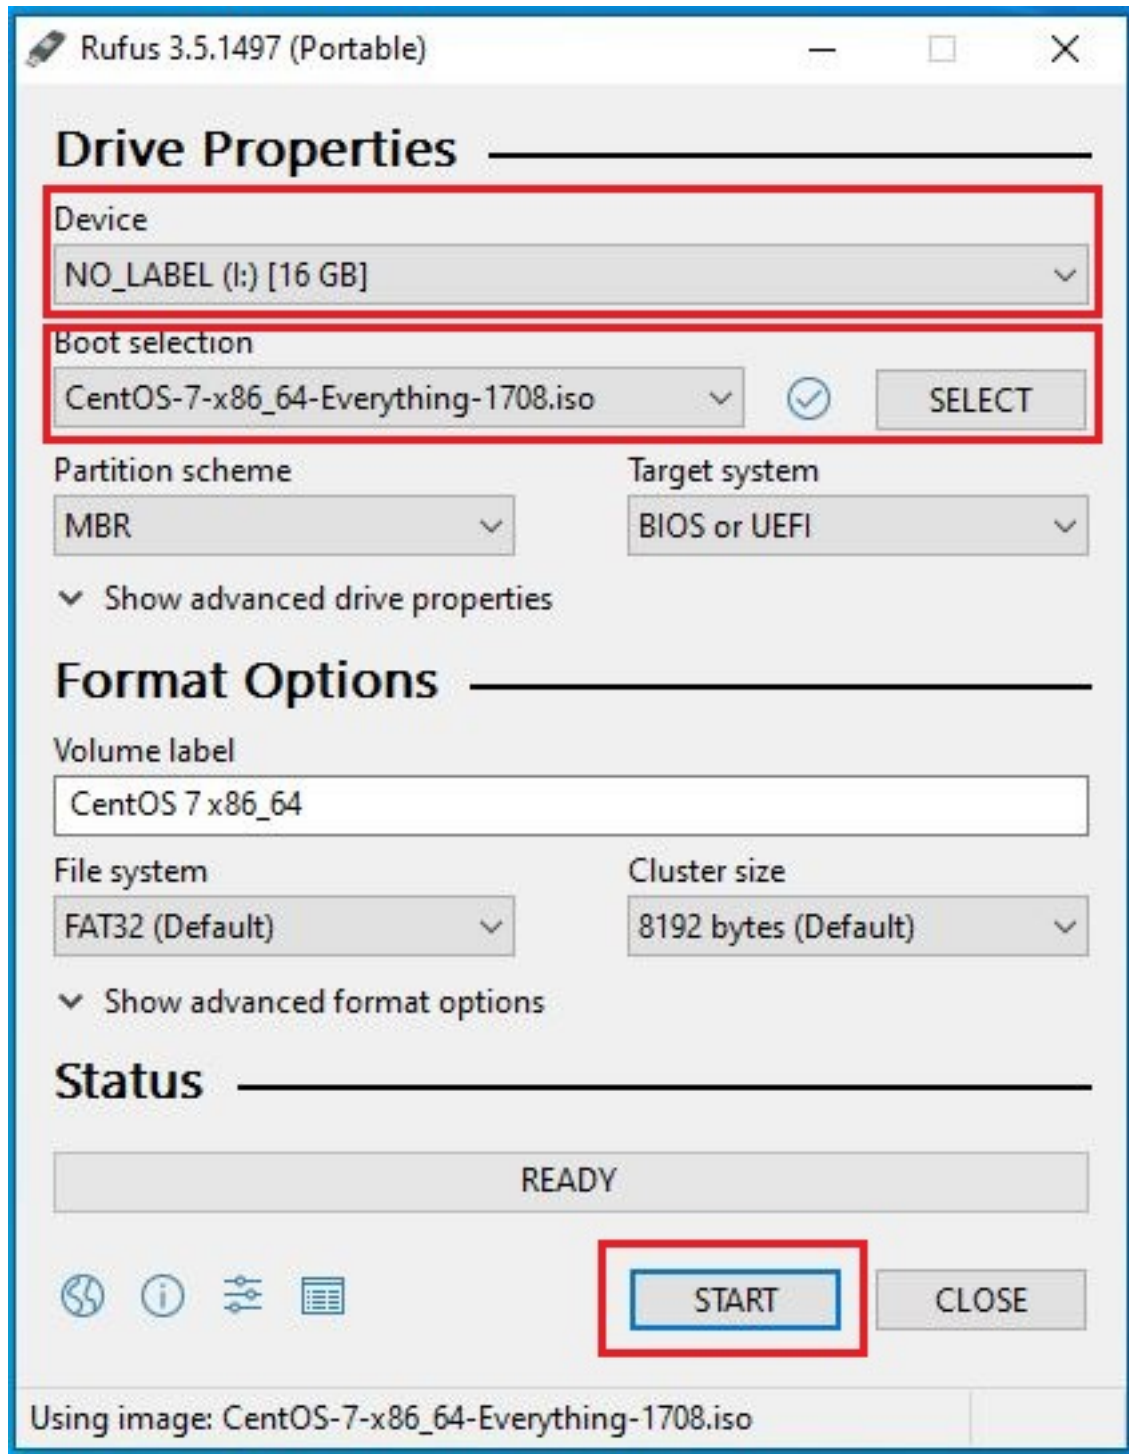 Rufus 3.5.1497 (Portable)
Drive Properties
Device
NO_LABEL (I:) [16 GB]
Boot selection
CentOS-7-x86_64-Everything-1708.iso
SELECT
Partition scheme
Target system
MBR
BIOS or UEFI
Show advanced drive properties
Format Options
Volume label
CentOS 7 x86_64
File system
Cluster size
FAT32 (Default)
8192 bytes (Default)
Show advanced format options
Status
READY
START
CLOSE
Using image: CentOS-7-x86_64-Everything-1708.iso